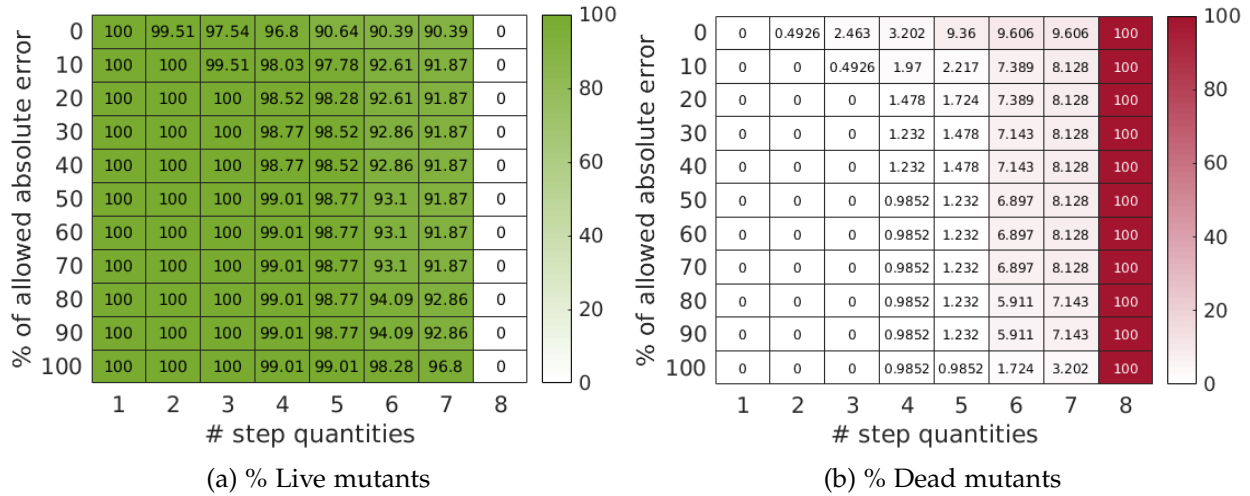 % of allowed absolute error
0 100 99.51 97.54 96.8 90.64 90.39 90.39 0
10 100 100 99.51 98.03 97.78 92.61 91.87 0
20 100 100 100 98.52 98.28 92.61 91.87 0
30 100 100 100 98.77 98.52 92.86 91.87 0
40 100 100 100 98.77 98.52 92.86 91.87 0
50 100 100 100 99.01 98.77 93.1 91.87 0
60 100 100 100 99.01 98.77 93.1 91.87 0
70 100 100 100 99.01 98.77 93.1 91.87 0
80 100 100 100 99.01 98.77 94.09 92.86 0
90 100 100 100 99.01 98.77 94.09 92.86 0
100 100 100 100 99.01 99.01 98.28 96.8 0
1 2 3 4 5 6 7 8
# step quantities
100
80
60
40
20
0
(a) % Live mutants
% of allowed absolute error
0 0 0.4926 2.463 3.202 9.36 9.606 9.606 100
10 0 0 0.4926 1.97 2.217 7.389 8.128 100
20 0 0 0 1.478 1.724 7.389 8.128 100
30 0 0 0 1.232 1.478 7.143 8.128 100
40 0 0 0 1.232 1.478 7.143 8.128 100
50 0 0 0 0.9852 1.232 6.897 8.128 100
60 0 0 0 0.9852 1.232 6.897 8.128 100
70 0 0 0 0.9852 1.232 6.897 8.128 100
80 0 0 0 0.9852 1.232 5.911 7.143 100
90 0 0 0 0.9852 1.232 5.911 7.143 100
100 0 0 0 0.9852 0.9852 1.724 3.202 100
1 2 3 4 5 6 7 8
# step quantities
100
80
60
40
20
0
(b) % Dead mutants